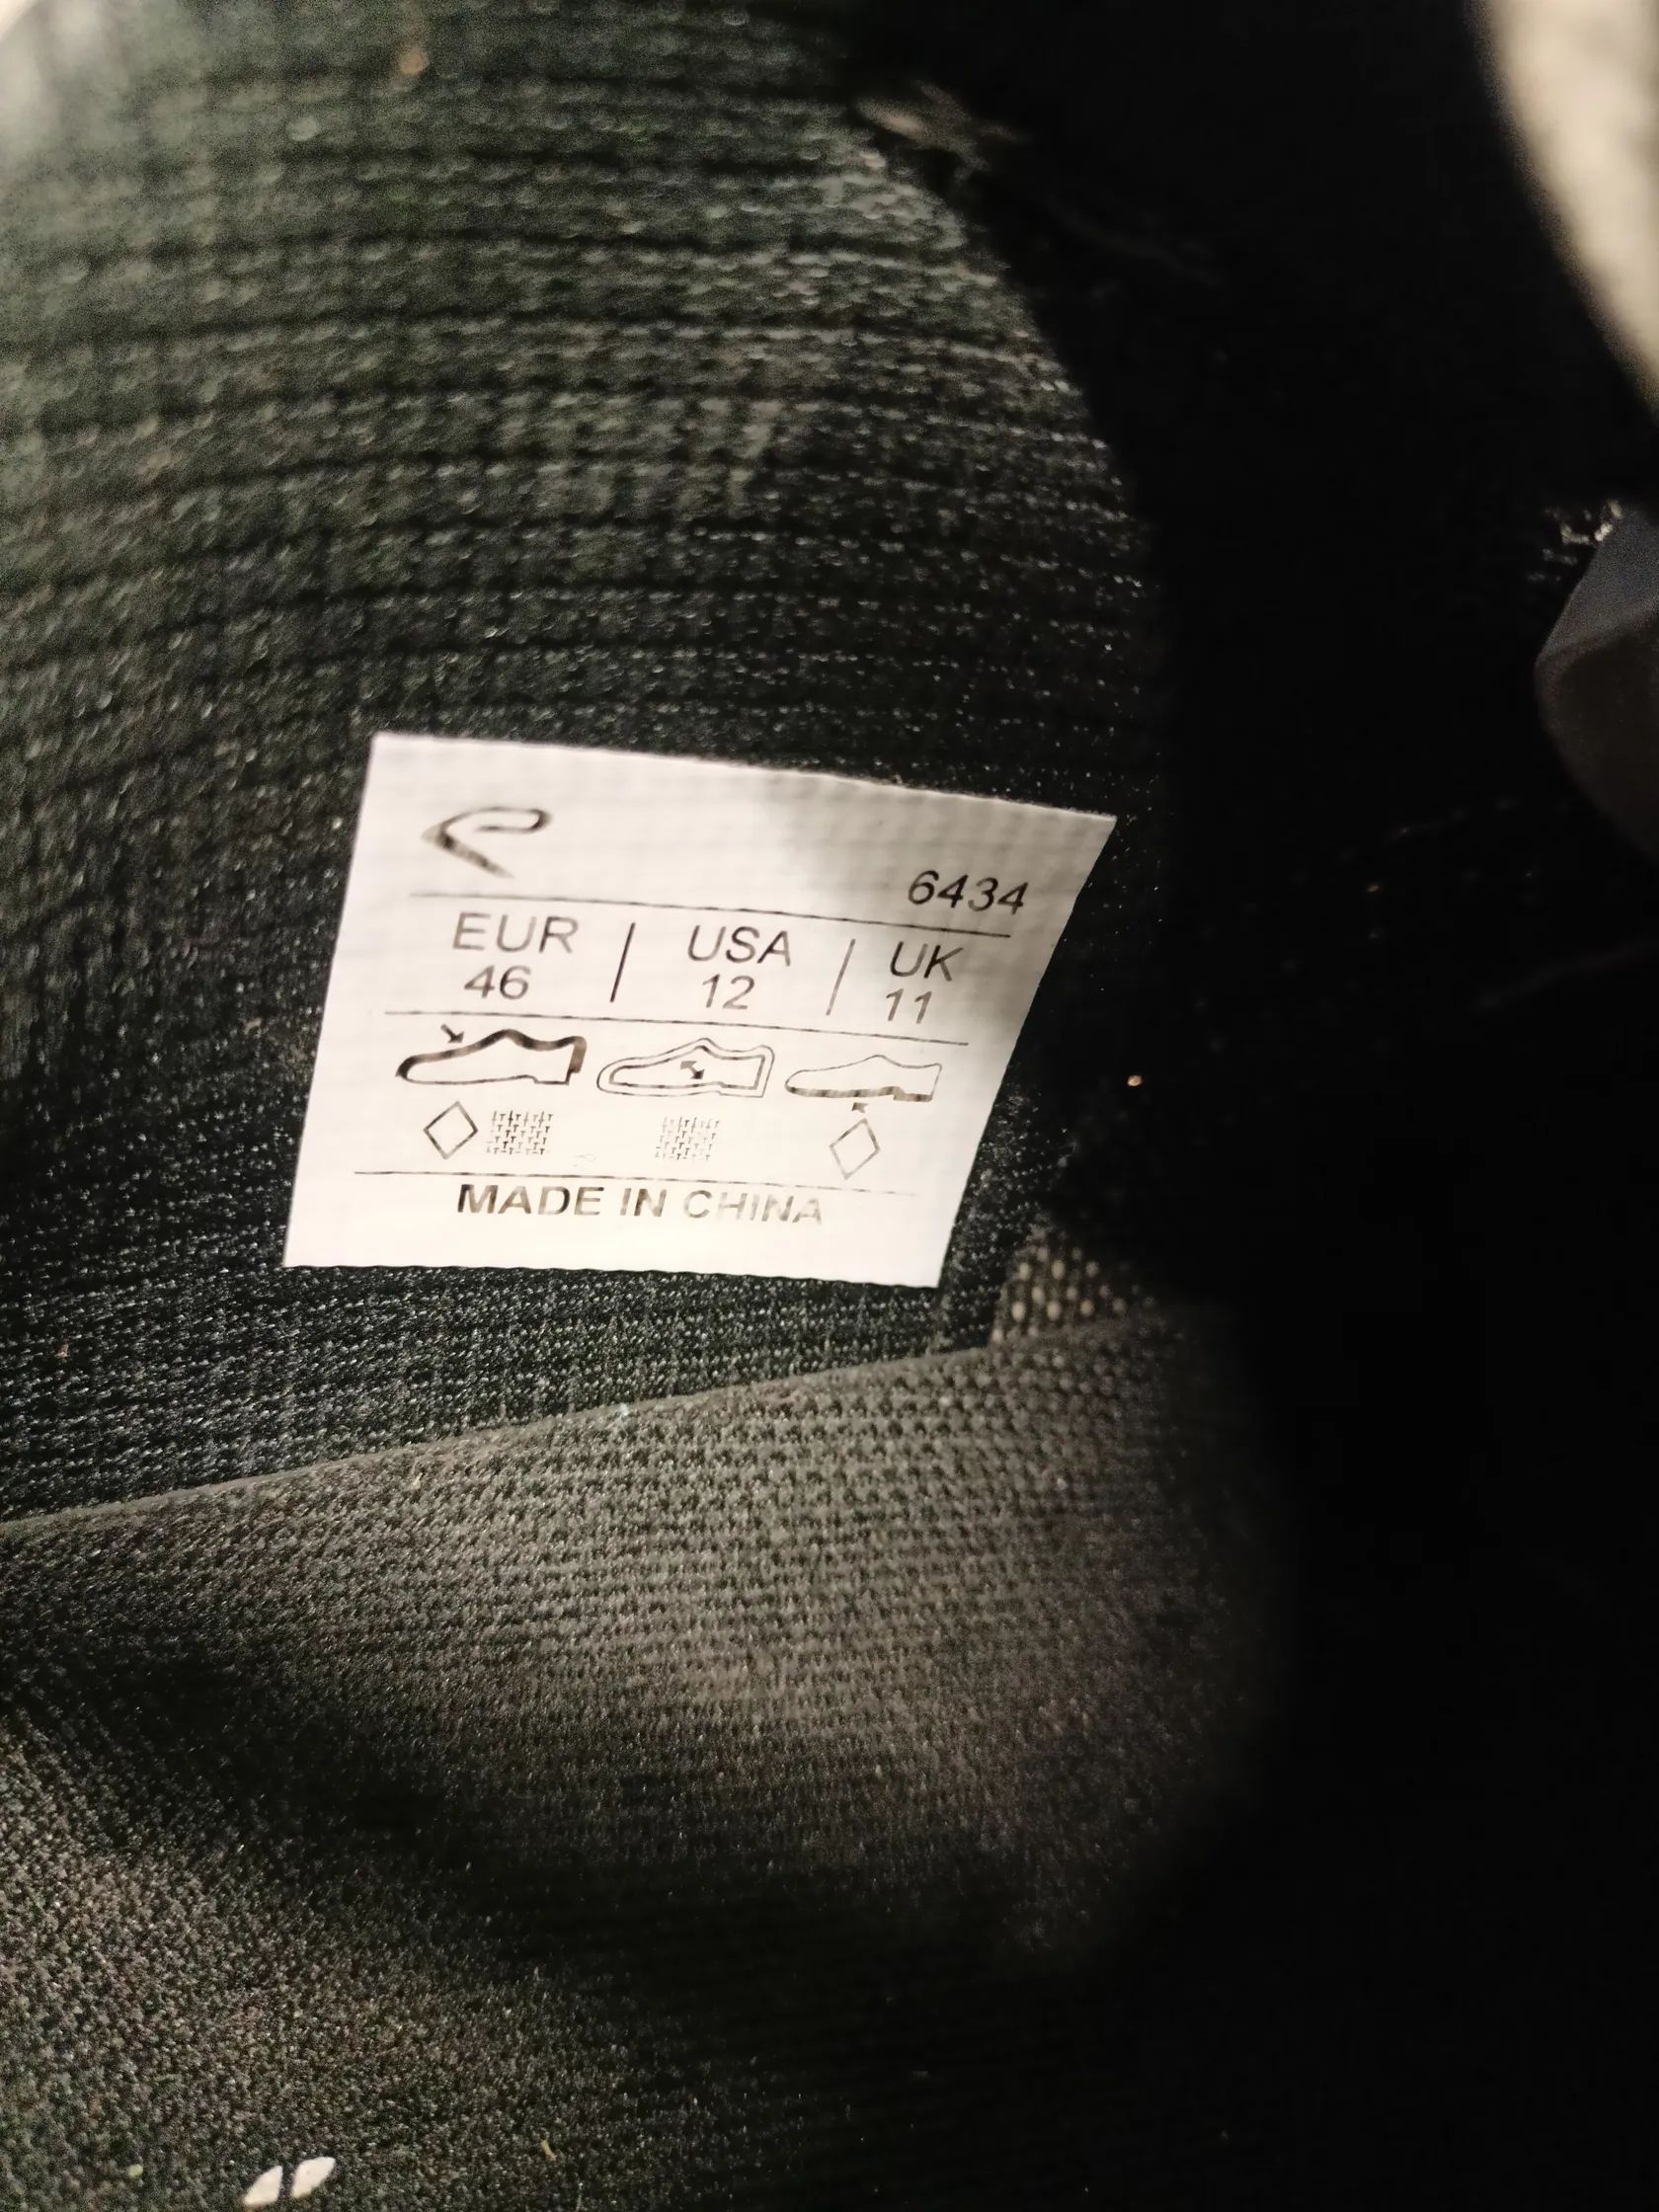 6434
EUR | USA | UK
46 | 12 | 11
MADE IN CHINA